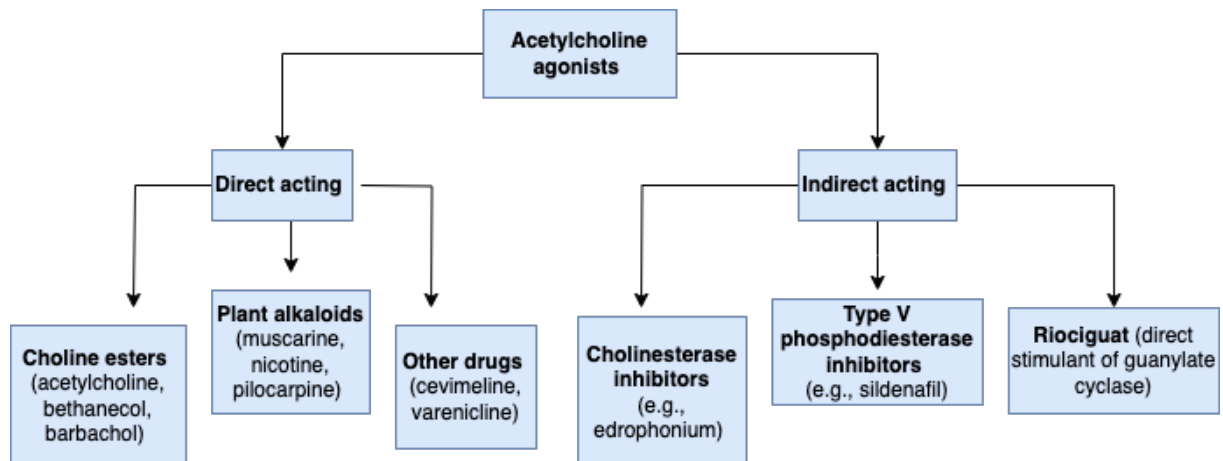 Acetylcholine
agonists
Direct acting
Indirect acting
Choline esters
(acetylcholine,
bethanecol,
barbachol)
Plant alkaloids
(muscarine,
nicotine,
pilocarpine)
Other drugs
(cevimeline,
varenicline)
Cholinesterase
inhibitors
(e.g.,
edrophonium)
Type V
phosphodiesterase
inhibitors
(e.g., sildenafil)
Riociguat (direct
stimulant of guanylate
cyclase)